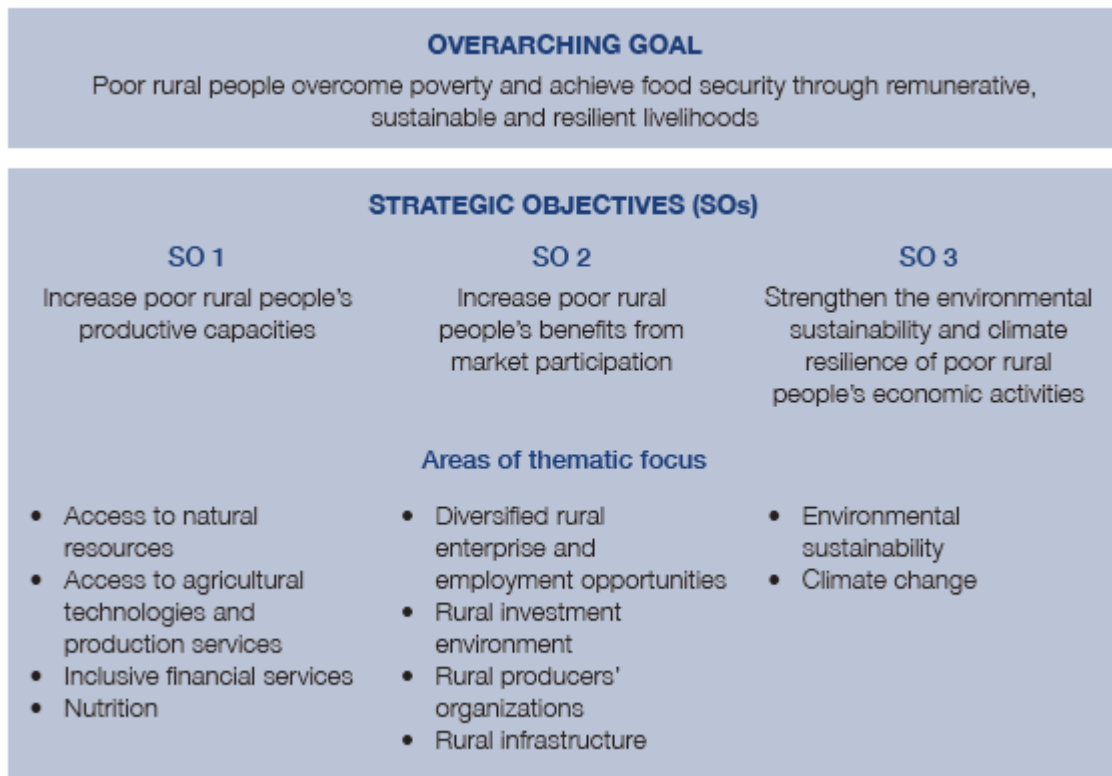 OVERARCHING GOAL
Poor rural people overcome poverty and achieve food security through remunerative,
sustainable and resilient livelihoods
STRATEGIC OBJECTIVES (SOs)
SO 1
Increase poor rural people's
productive capacities
SO 2
Increase poor rural
people's benefits from
market participation
SO 3
Strengthen the environmental
sustainability and climate
resilience of poor rural
people's economic activities
Areas of thematic focus
• Access to natural
resources
• Access to agricultural
technologies and
production services
• Inclusive financial services
• Nutrition
• Diversified rural
enterprise and
employment opportunities
• Rural investment
environment
• Rural producers'
organizations
• Rural infrastructure
• Environmental
sustainability
• Climate change